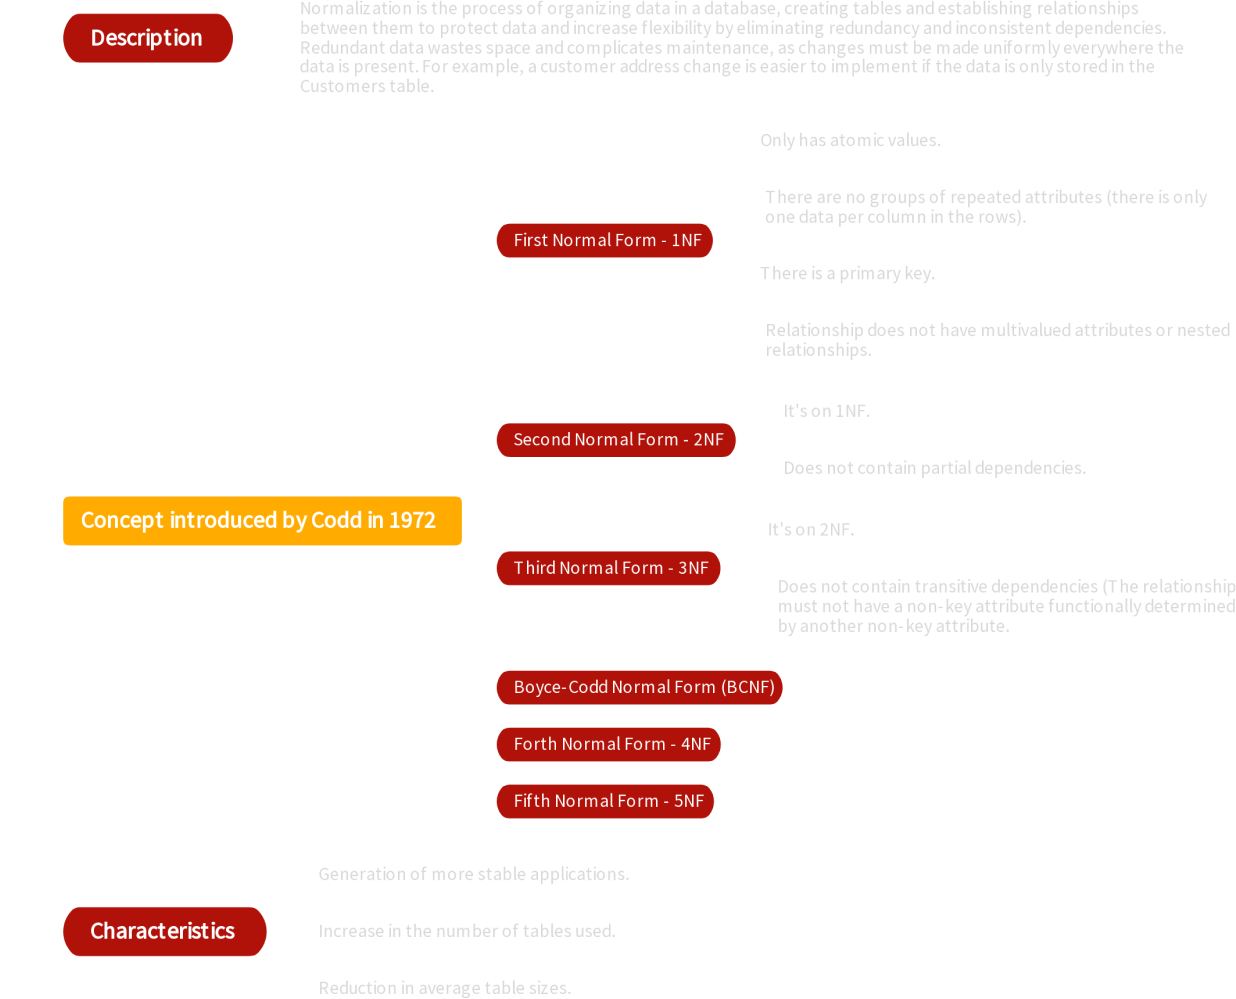 Description
Normalization is the process of organizing data in a database, creating tables and establishing relationships
between them to protect data and increase flexibility by eliminating redundancy and inconsistent dependencies.
Redundant data wastes space and complicates maintenance, as changes must be made uniformly everywhere the
data is present. For example, a customer address change is easier to implement if the data is only stored in the
Customers table.
Concept introduced by Codd in 1972
First Normal Form - 1NF
Only has atomic values.
There are no groups of repeated attributes (there is only
one data per column in the rows).
There is a primary key.
Relationship does not have multivalued attributes or nested
relationships.
Second Normal Form - 2NF
It's on 1NF.
Does not contain partial dependencies.
Third Normal Form - 3NF
It's on 2NF.
Does not contain transitive dependencies (The relationship
must not have a non-key attribute functionally determined
by another non-key attribute.
Boyce-Codd Normal Form (BCNF)
Forth Normal Form - 4NF
Fifth Normal Form - 5NF
Characteristics
Generation of more stable applications.
Increase in the number of tables used.
Reduction in average table sizes.